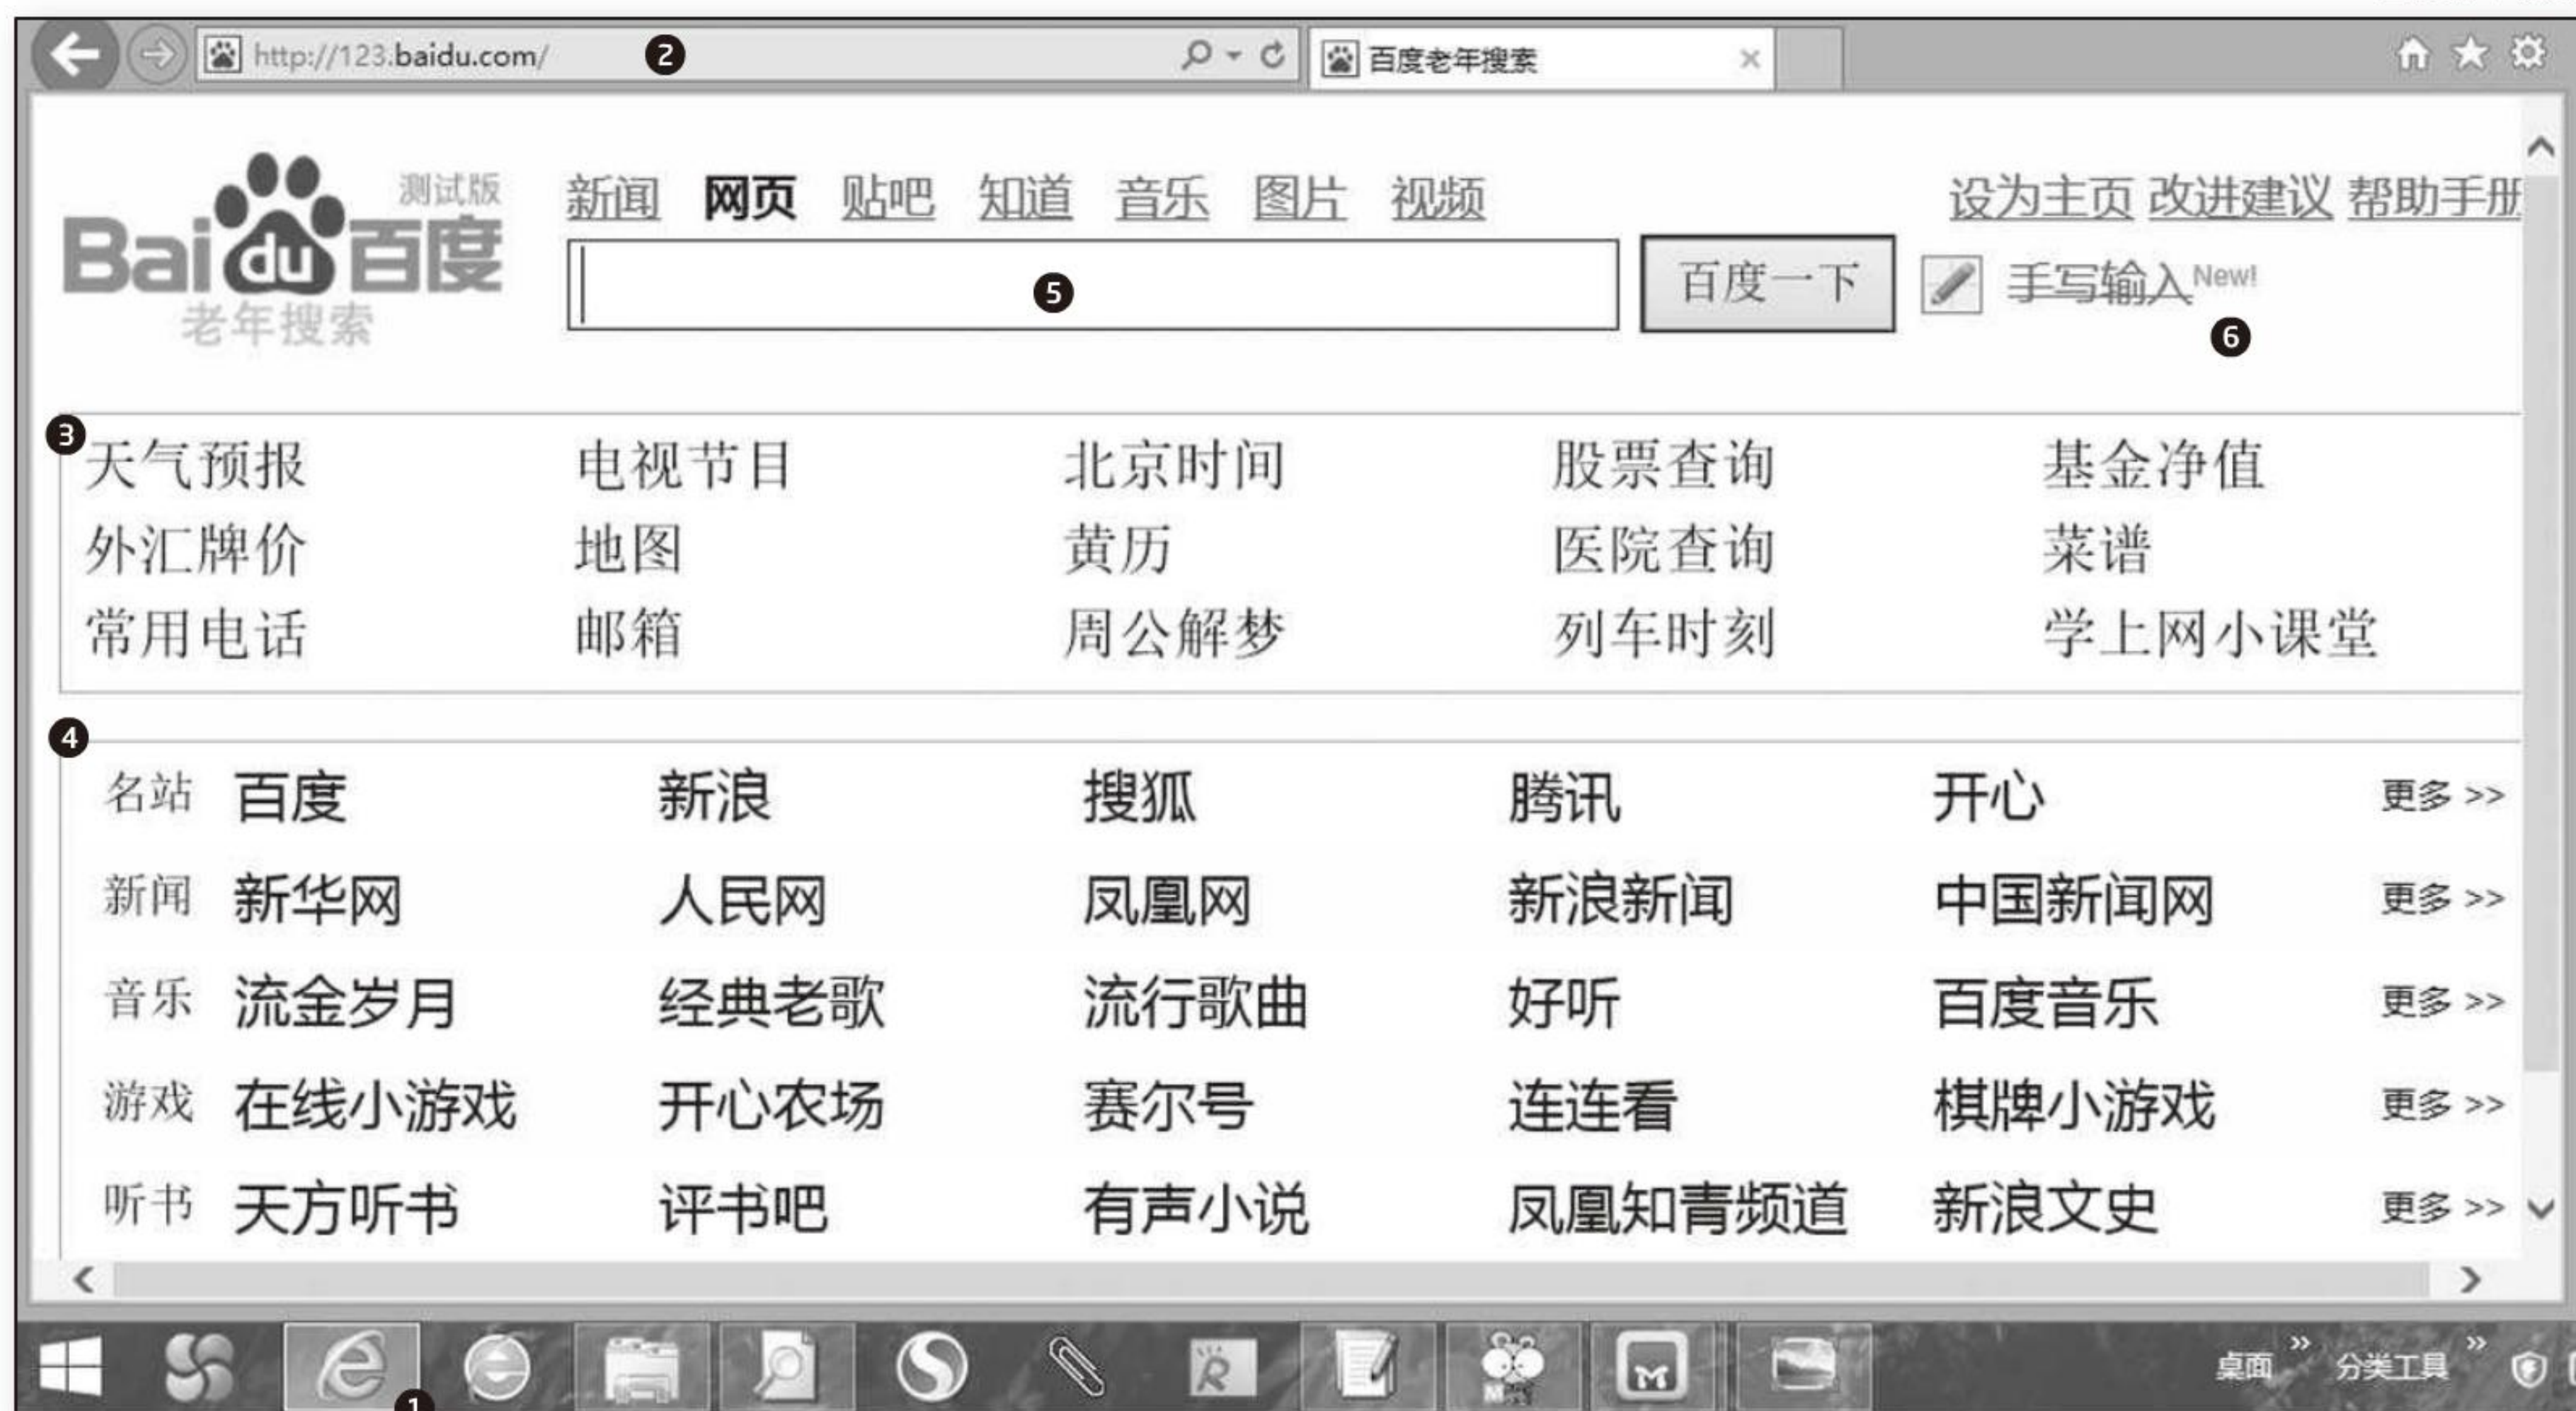 http://123.baidu.com/ ❷ 百度老年搜索
测试版
新闻 网页 贴吧 知道 音乐 图片 视频
设为主页 改进建议 帮助手册
Bai du 百度
老年搜索
❺
百度一下
手写输入 New!
❻
❸
天气预报 电视节目 北京时间 股票查询 基金净值
外汇牌价 地图 黄历 医院查询 菜谱
常用电话 邮箱 周公解梦 列车时刻 学上网小课堂
❹
名站 百度 新浪 搜狐 腾讯 开心 更多 >>
新闻 新华网 人民网 凤凰网 新浪新闻 中国新闻网 更多 >>
音乐 流金岁月 经典老歌 流行歌曲 好听 百度音乐 更多 >>
游戏 在线小游戏 开心农场 赛尔号 连连看 棋牌小游戏 更多 >>
听书 天方听书 评书吧 有声小说 凤凰知青频道 新浪文史 更多 >>
桌面 » 分类工具 »
❶